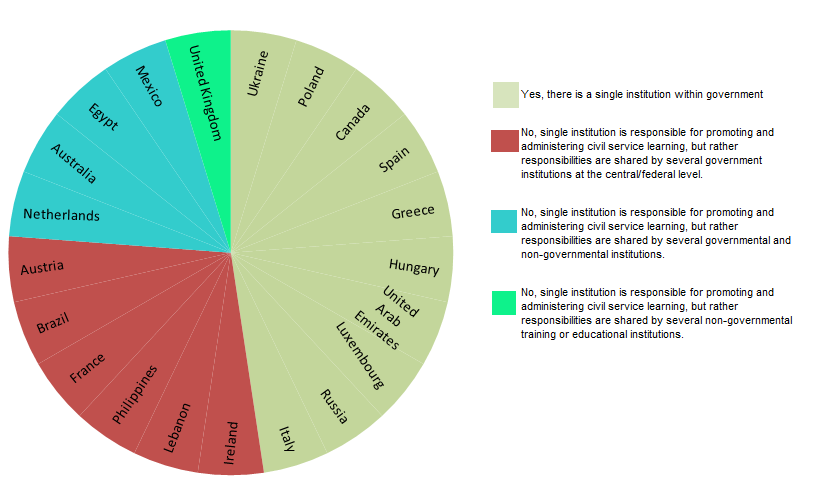 Ukraine
Poland
Canada
Spain
Greece
Hungary
United
Arab
Emirates
Luxembourg
Russia
Italy
Ireland
Lebanon
Philippines
France
Brazil
Austria
Netherlands
Australia
Egypt
Mexico
United Kingdom
Yes, there is a single institution within government
No, single institution is responsible for promoting and
administering civil service learning, but rather
responsibilities are shared by several government
institutions at the central/federal level.
No, single institution is responsible for promoting and
administering civil service learning, but rather
responsibilities are shared by several governmental and
non-governmental institutions.
No, single institution is responsible for promoting and
administering civil service learning, but rather
responsibilities are shared by several non-governmental
training or educational institutions.